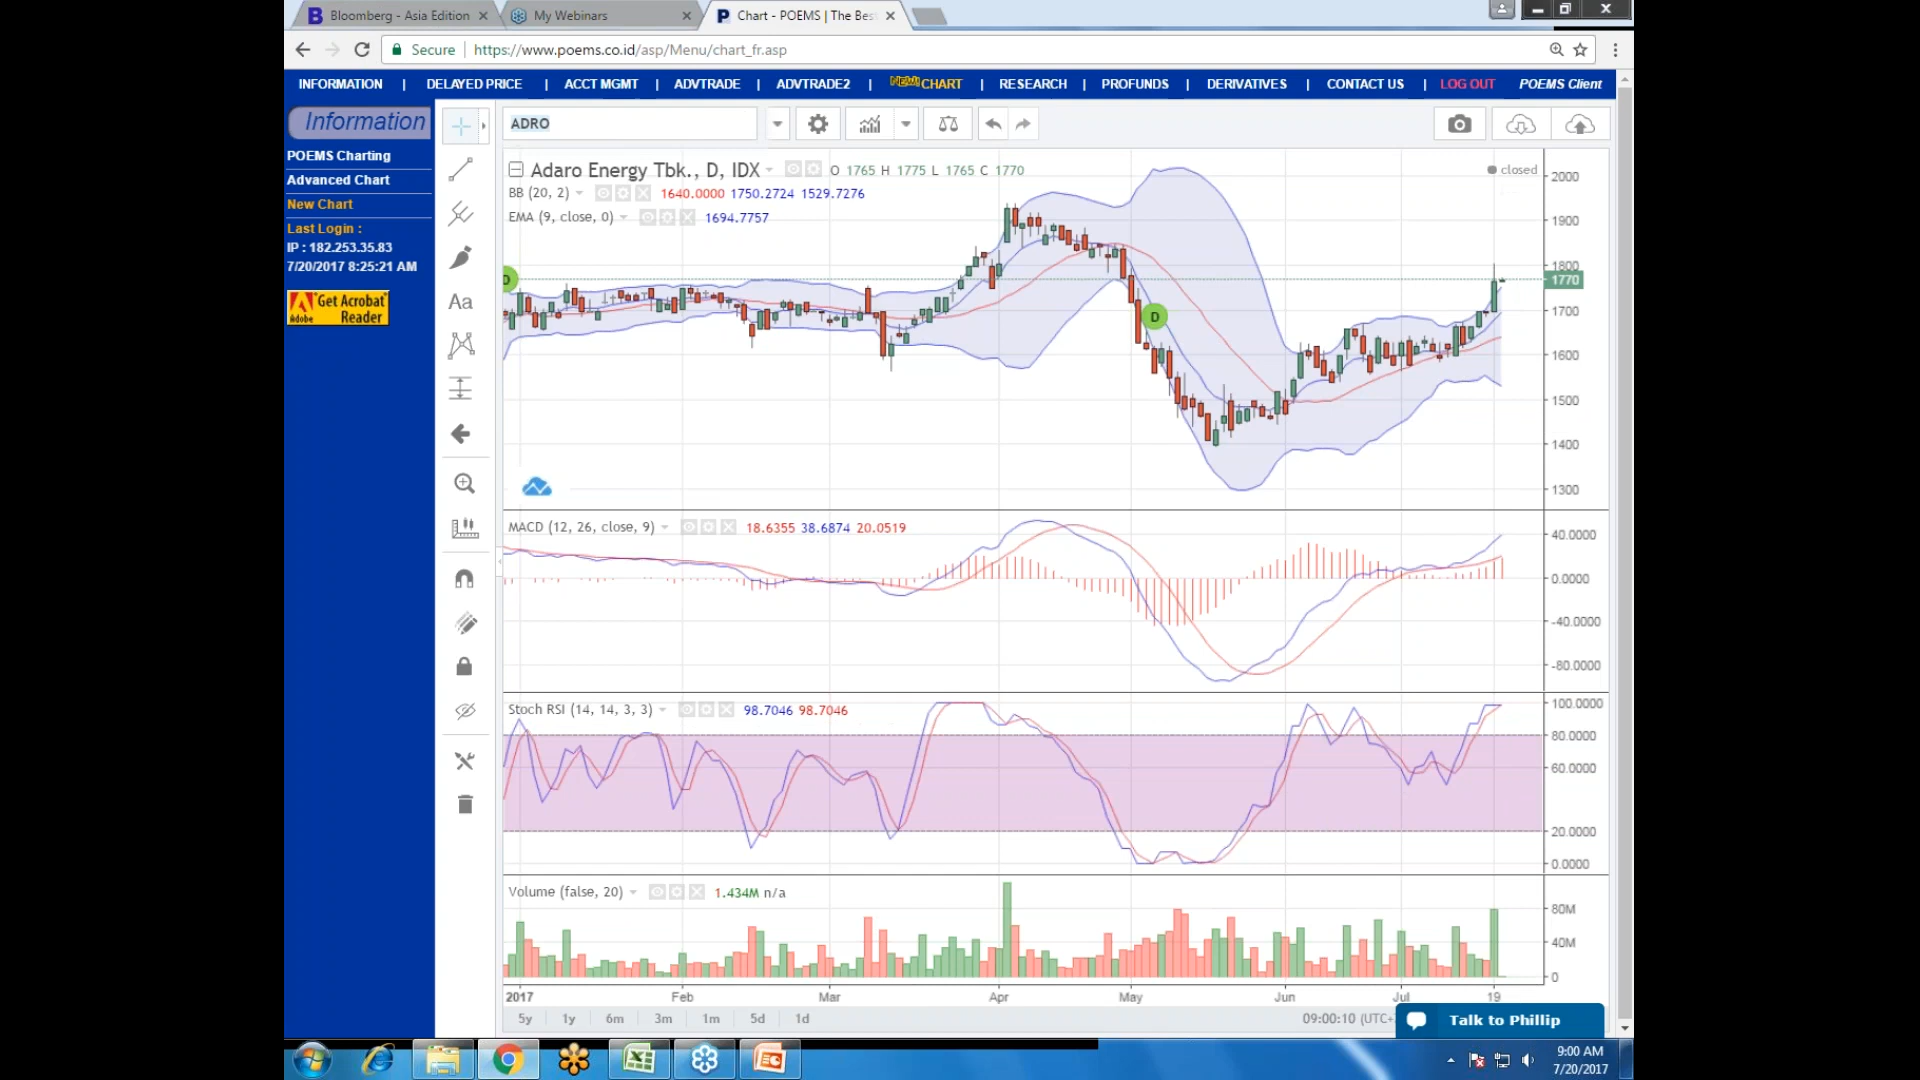 Bloomberg - Asia Edition
My Webinars
Chart - POEMS | The Bes
Secure | https://www.poems.co.id/asp/Menu/chart_fr.asp
INFORMATION | DELAYED PRICE | ACCT MGMT | ADVTRADE | ADVTRADE2 | NEW! CHART | RESEARCH | PROFUNDS | DERIVATIVES | CONTACT US | LOG OUT POEMS Client
Information
POEMS Charting
Advanced Chart
New Chart
Last Login :
IP : 182.253.35.83
7/20/2017 8:25:21 AM
Get Acrobat
Reader
Adobe
Aa
ADRO
Adaro Energy Tbk., D, IDX O 1765 H 1775 L 1765 C 1770
closed
BB (20, 2) 1640.0000 1750.2724 1529.7276
EMA (9, close, 0) 1694.7757
D
D
2000
1900
1800
1770
1700
1600
1500
1400
1300
MACD (12, 26, close, 9) 18.6355 38.6874 20.0519
40.0000
0.0000
-40.0000
-80.0000
Stoch RSI (14, 14, 3, 3) 98.7046 98.7046
100.0000
80.0000
60.0000
20.0000
0.0000
Volume (false, 20) 1.434M n/a
80M
40M
0
2017 Feb Mar Apr May Jun Jul 19
5y 1y 6m 3m 1m 5d 1d
09:00:10 (UTC+
Talk to Phillip
9:00 AM
7/20/2017